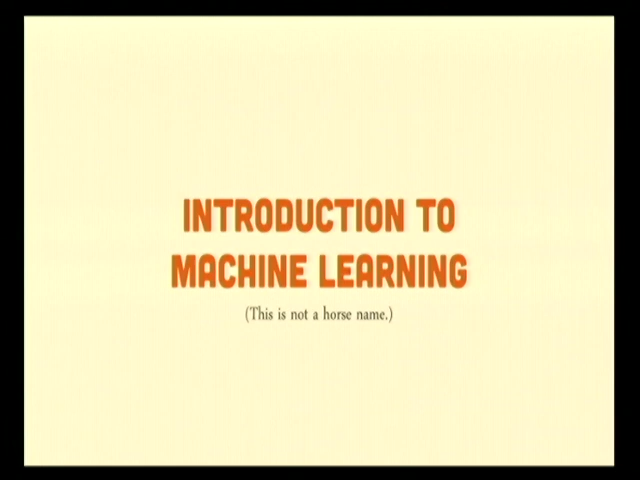 INTRODUCTION TO
MACHINE LEARNING
(This is not a horse name.)